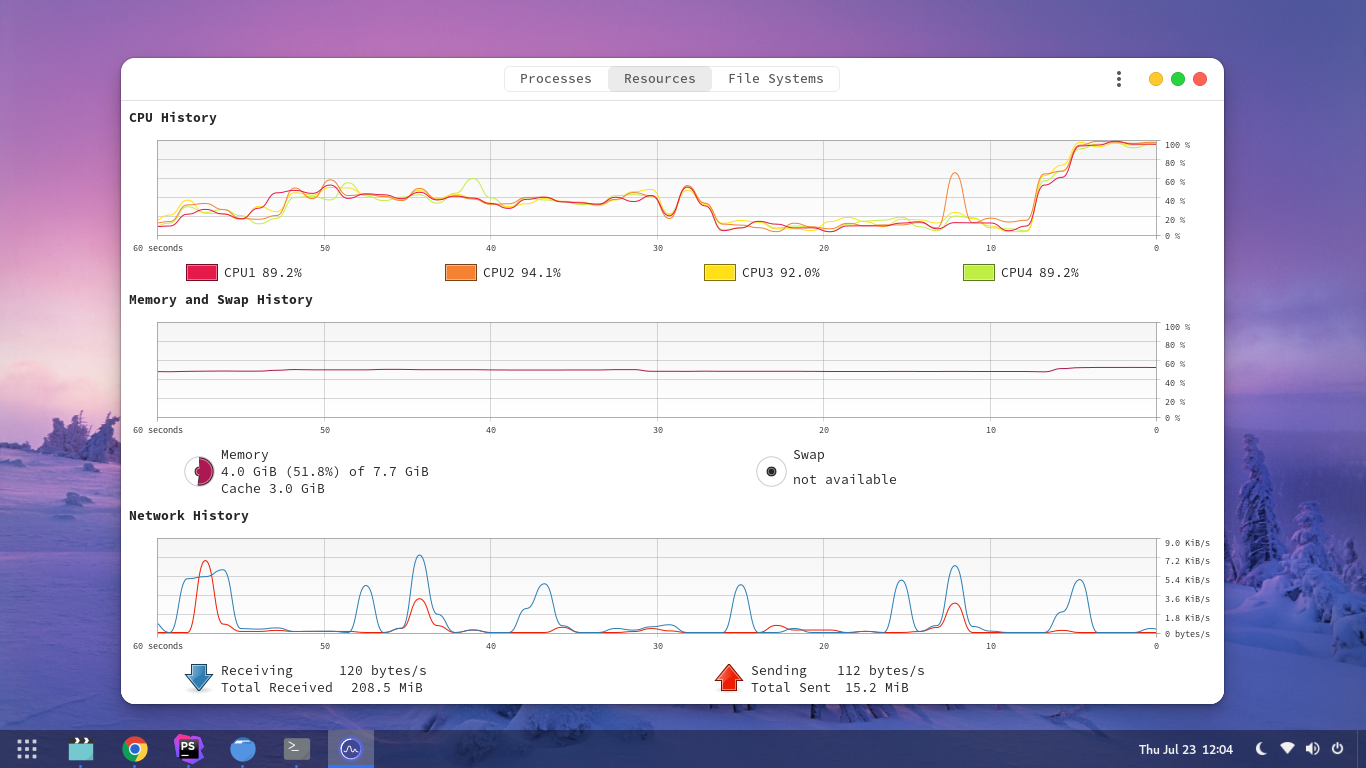 Processes Resources File Systems
CPU History
100 %
80 %
60 %
40 %
20 %
0 %
60 seconds 50 40 30 20 10 0
CPU1 89.2% CPU2 94.1% CPU3 92.0% CPU4 89.2%
Memory and Swap History
100 %
80 %
60 %
40 %
20 %
0 %
60 seconds 50 40 30 20 10 0
Memory
4.0 GiB (51.8%) of 7.7 GiB
Cache 3.0 GiB
Swap
not available
Network History
9.0 KiB/s
7.2 KiB/s
5.4 KiB/s
3.6 KiB/s
1.8 KiB/s
0 bytes/s
60 seconds 50 40 30 20 10 0
Receiving 120 bytes/s
Total Received 208.5 MiB
Sending 112 bytes/s
Total Sent 15.2 MiB
PS
>_
Thu Jul 23 12:04